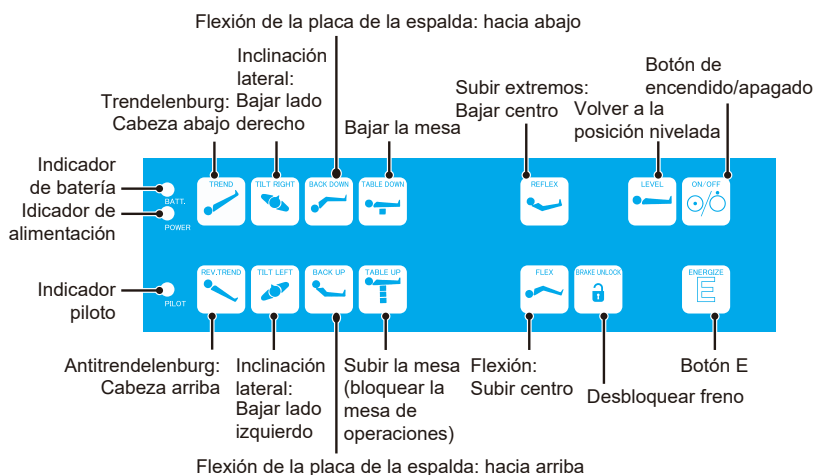 Flexión de la placa de la espalda: hacia abajo
Inclinación
lateral:
Bajar lado
derecho
Trendelenburg:
Cabeza abajo
Bajar la mesa
Subir extremos:
Bajar centro
Volver a la
posición nivelada
Botón de
encendido/apagado
Indicador
de batería
Idicador de
alimentación
Indicador
piloto
BATT.
POWER
PILOT
TREND
TILT RIGHT
BACK DOWN
TABLE DOWN
REFLEX
LEVEL
ON/OFF
REV.TREND
TILT LEFT
BACK UP
TABLE UP
FLEX
BRAKE UNLOCK
ENERGIZE
E
Antitrendelenburg:
Cabeza arriba
Inclinación
lateral:
Bajar lado
izquierdo
Subir la mesa
(bloquear la
mesa de
operaciones)
Flexión:
Subir centro
Desbloquear freno
Botón E
Flexión de la placa de la espalda: hacia arriba